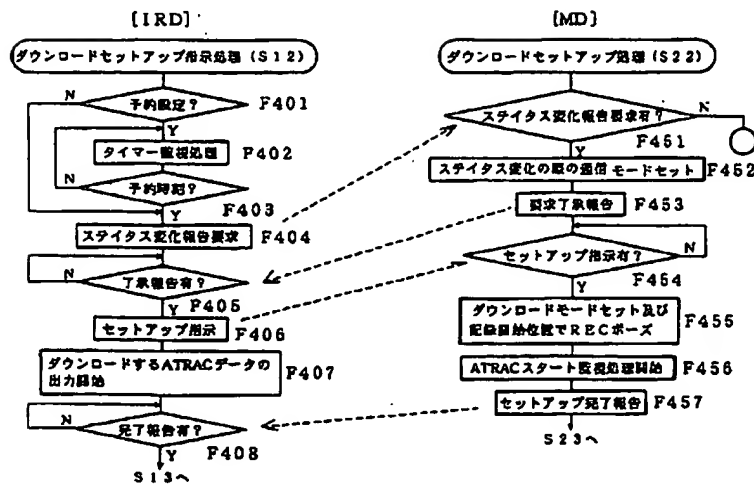 [IRD]
ダウンロードセットアップ指示処理(S12)
N
予約設定?
F401
Y
タイマー監視処理
F402
N
予約時刻?
F403
Y
ステイタス変化報告要求
F404
N
了承報告有?
F405
Y
セットアップ指示
F406
ダウンロードするATRACデータの
出力開始
F407
N
完了報告有?
F408
Y
S13へ
[MD]
ダウンロードセットアップ処理(S22)
ステイタス変化報告要求有?
N
F451
Y
ステイタス変化の際の通信モードセット
F452
要求了承報告
F453
セットアップ指示有?
N
F454
Y
ダウンロードモードセット及び
記録開始位置でRECポーズ
F455
ATRACスタート監視処理開始
F456
セットアップ完了報告
F457
S23へ